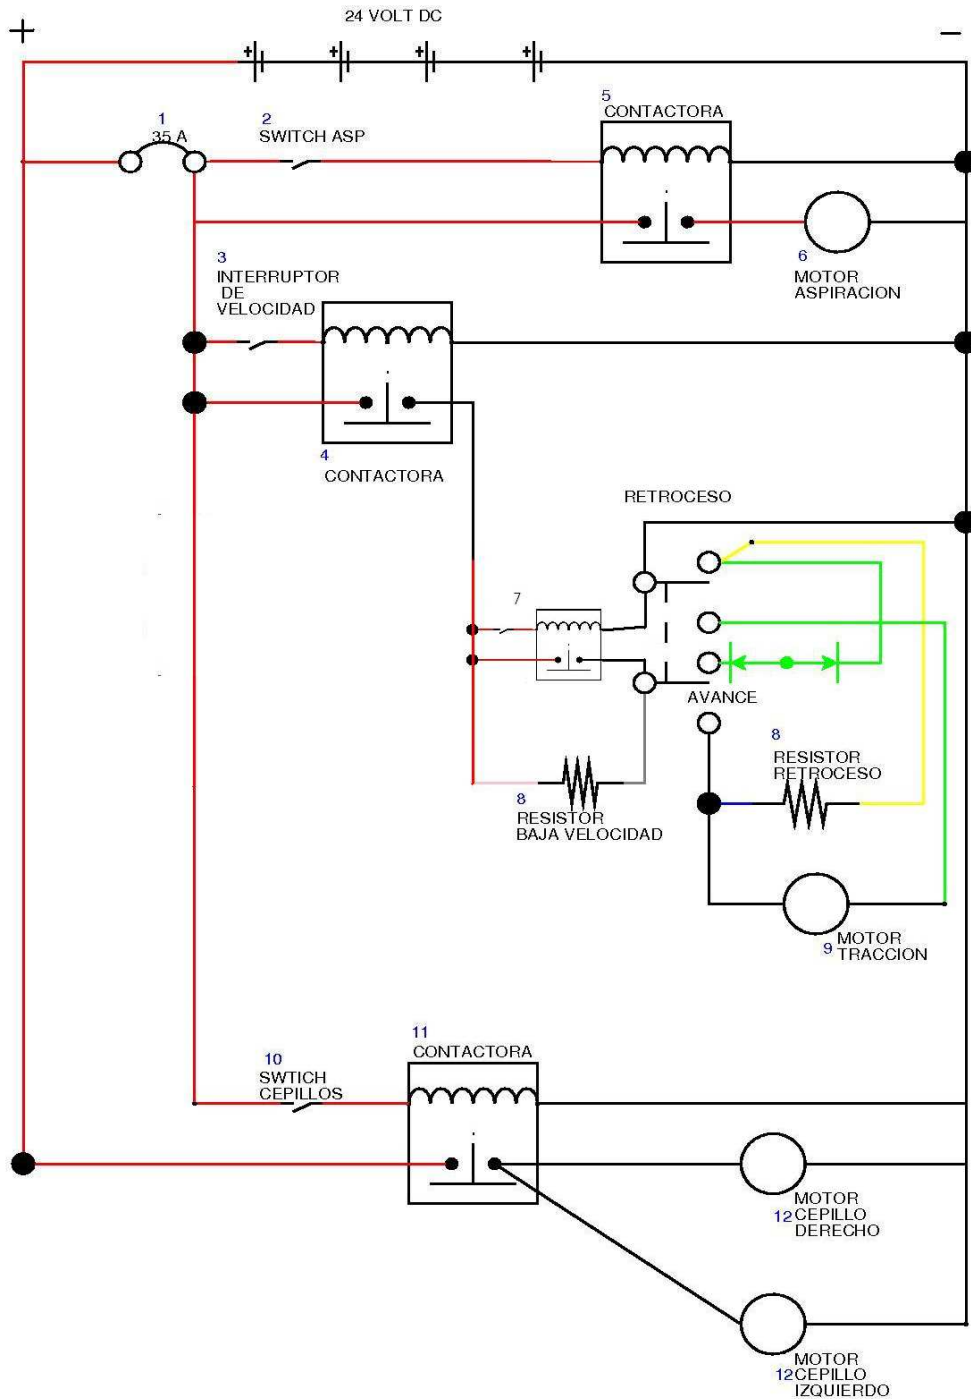 24 VOLT DC
+
−
+
+
+
+
1
35 A
2
SWITCH ASP
5
CONTACTORA
3
INTERRUPTOR
DE
VELOCIDAD
6
MOTOR
ASPIRACION
4
CONTACTORA
RETROCESO
7
AVANCE
8
RESISTOR
RETROCESO
8
RESISTOR
BAJA VELOCIDAD
9
MOTOR
TRACCION
10
SWTICH
CEPILLOS
11
CONTACTORA
12
MOTOR
CEPILLO
DERECHO
12
MOTOR
CEPILLO
IZQUIERDO